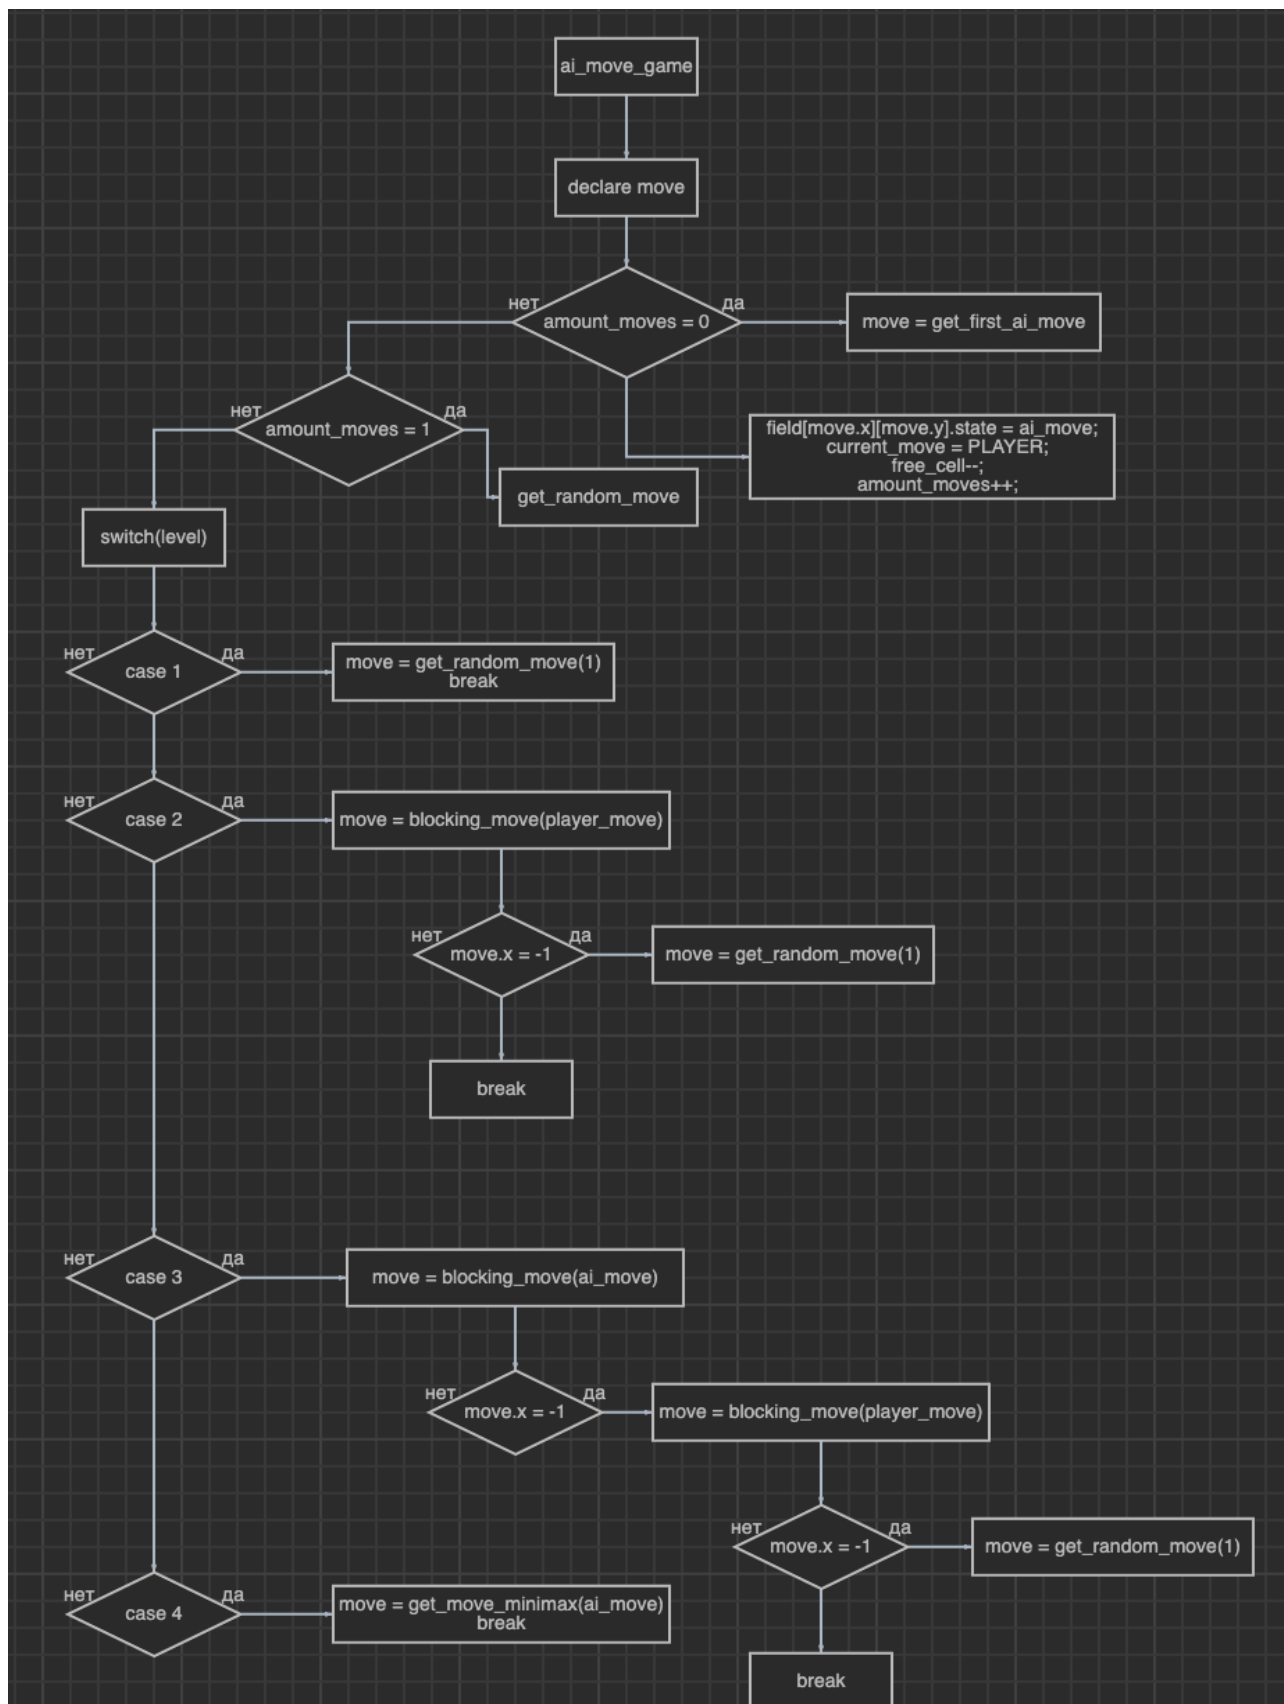 ai_move_game
declare move
нет
да
amount_moves = 0
move = get_first_ai_move
нет
да
amount_moves = 1
field[move.x][move.y].state = ai_move;
current_move = PLAYER;
free_cell--;
amount_moves++;
get_random_move
switch(level)
нет
да
case 1
move = get_random_move(1)
break
нет
да
case 2
move = blocking_move(player_move)
нет
да
move.x = -1
move = get_random_move(1)
break
нет
да
case 3
move = blocking_move(ai_move)
нет
да
move.x = -1
move = blocking_move(player_move)
нет
да
move.x = -1
move = get_random_move(1)
нет
да
case 4
move = get_move_minimax(ai_move)
break
break